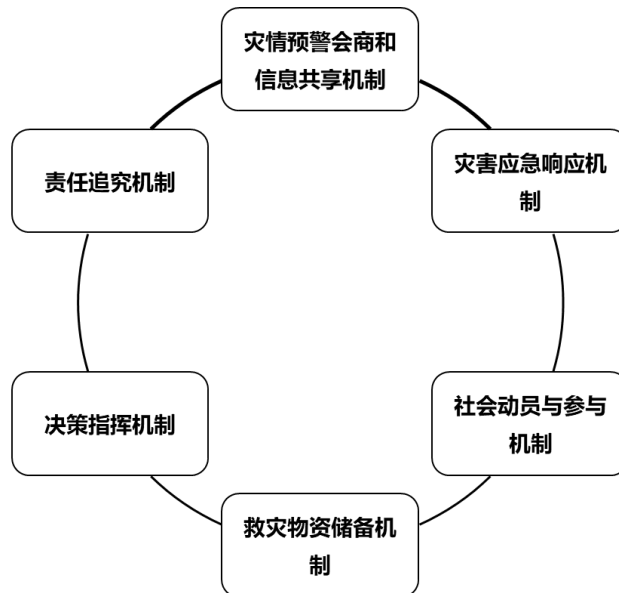 灾情预警会商和
信息共享机制
灾害应急响应机
制
社会动员与参与
机制
救灾物资储备机
制
决策指挥机制
责任追究机制